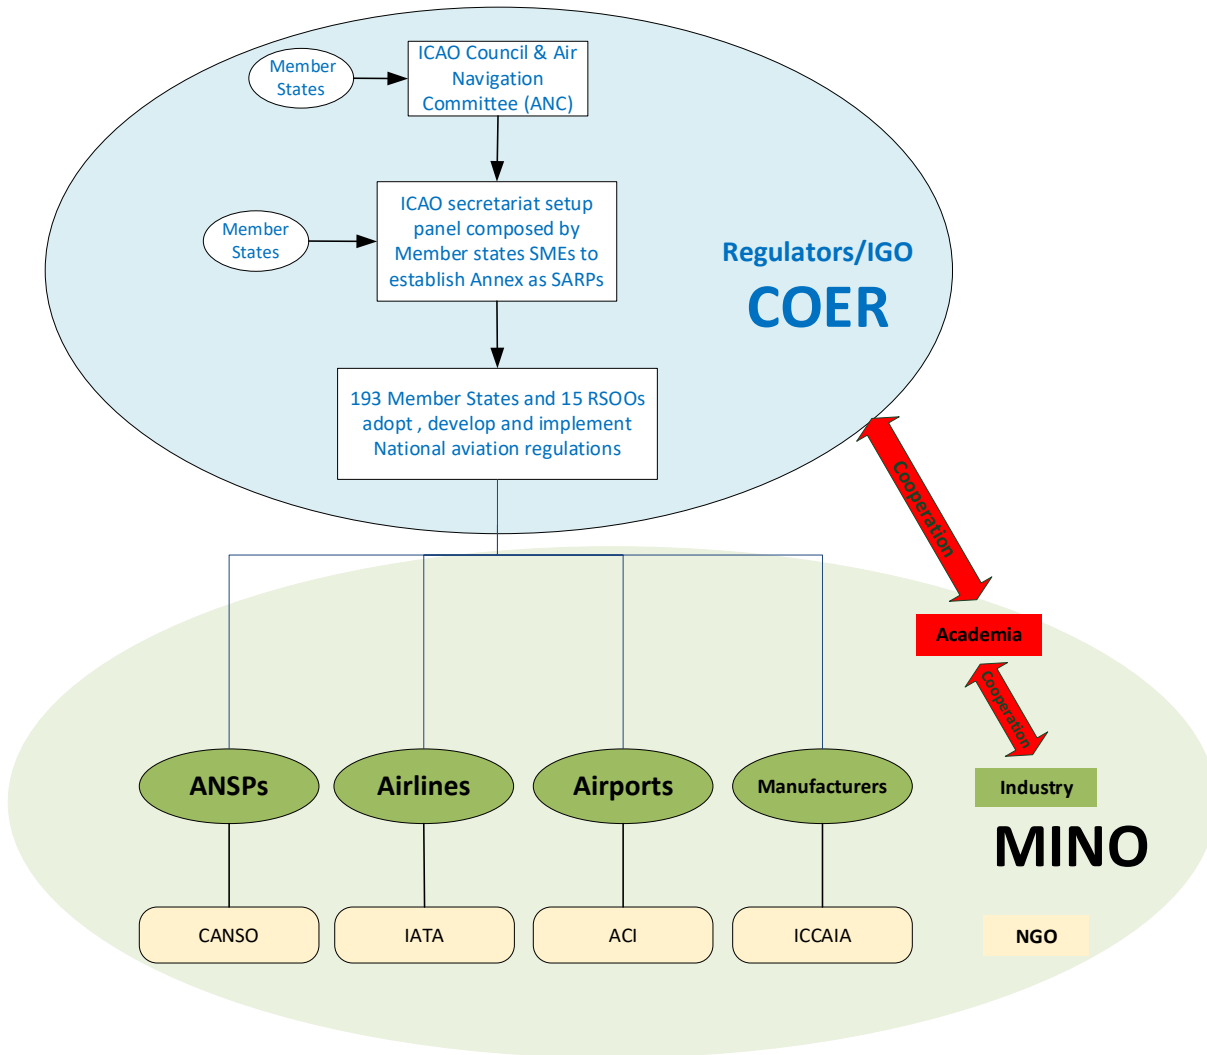 Member
States
ICAO Council & Air
Navigation
Committee (ANC)
Member
States
ICAO secretariat setup
panel composed by
Member states SMEs to
establish Annex as SARPs
Regulators/IGO
COER
193 Member States and 15 RSOOs
adopt , develop and implement
National aviation regulations
Cooperation
Academia
Cooperation
ANSPs
Airlines
Airports
Manufacturers
Industry
MINO
CANSO
IATA
ACI
ICCAIA
NGO